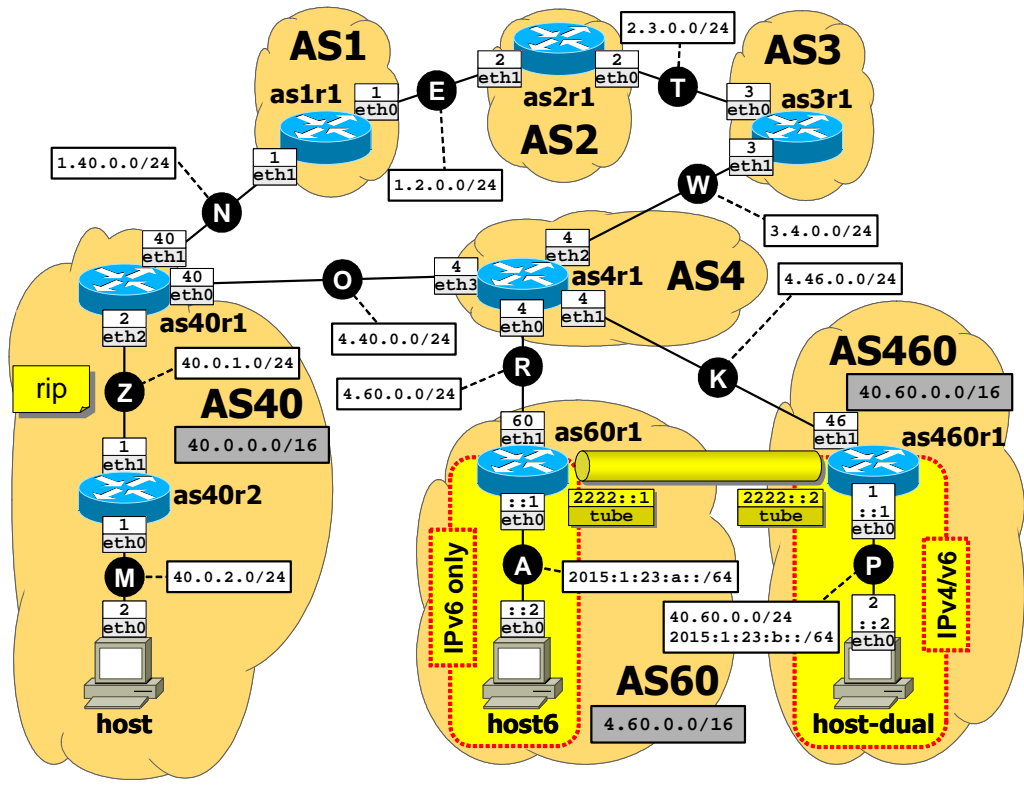 AS1
as1r1
1
eth0
1
eth1
E
1.2.0.0/24
2
eth1
2
eth0
as2r1
AS2
2.3.0.0/24
T
AS3
3
eth0
as3r1
3
eth1
W
3.4.0.0/24
1.40.0.0/24
N
40
eth1
40
eth0
as40r1
2
eth2
O
4.40.0.0/24
4
eth3
4
eth2
as4r1
AS4
4
eth0
4
eth1
4.46.0.0/24
K
R
4.60.0.0/24
rip
Z
40.0.1.0/24
AS40
40.0.0.0/16
1
eth1
as40r2
1
eth0
M
40.0.2.0/24
2
eth0
host
60
eth1
as60r1
2222::1
tube
::1
eth0
IPv6 only
A
2015:1:23:a::/64
::2
eth0
host6
AS60
4.60.0.0/16
AS460
40.60.0.0/16
46
eth1
as460r1
2222::2
tube
1
::1
eth0
P
IPv4/v6
40.60.0.0/24
2015:1:23:b::/64
2
::2
eth0
host-dual